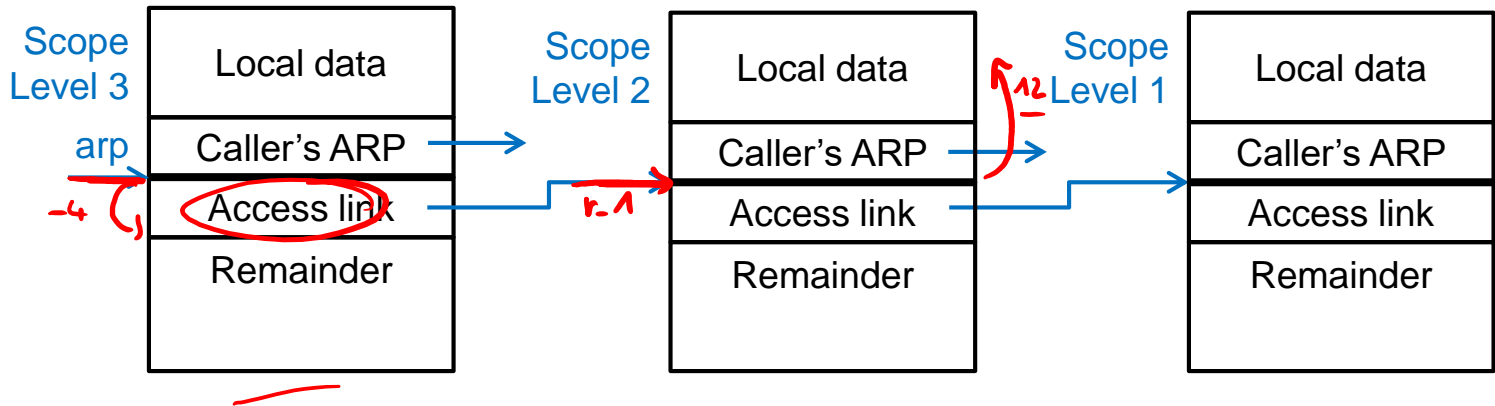 Scope
Level 3
Local data
arp
Caller's ARP
-4
Access link
Remainder
Scope
Level 2
Local data
12
Caller's ARP
r_1
Access link
Remainder
Scope
Level 1
Local data
Caller's ARP
Access link
Remainder